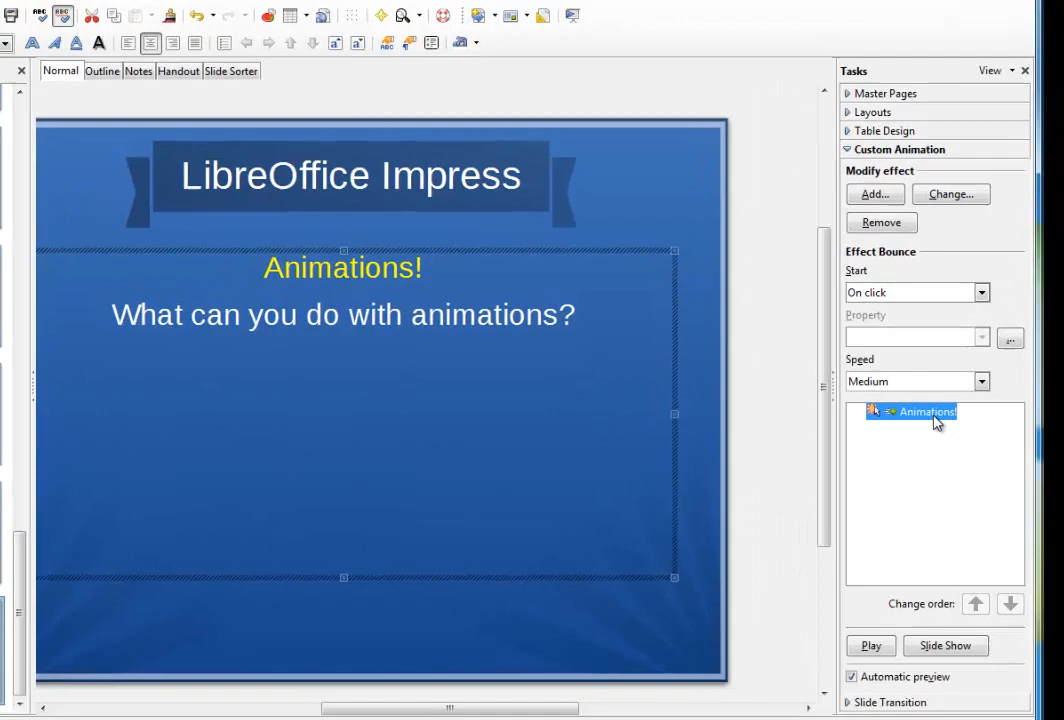 Normal Outline Notes Handout Slide Sorter
LibreOffice Impress
Animations!
What can you do with animations?
Tasks View
Master Pages
Layouts
Table Design
Custom Animation
Modify effect
Add... Change...
Remove
Effect Bounce
Start
On click
Property
...
Speed
Medium
Animations!
Change order:
Play Slide Show
Automatic preview
Slide Transition